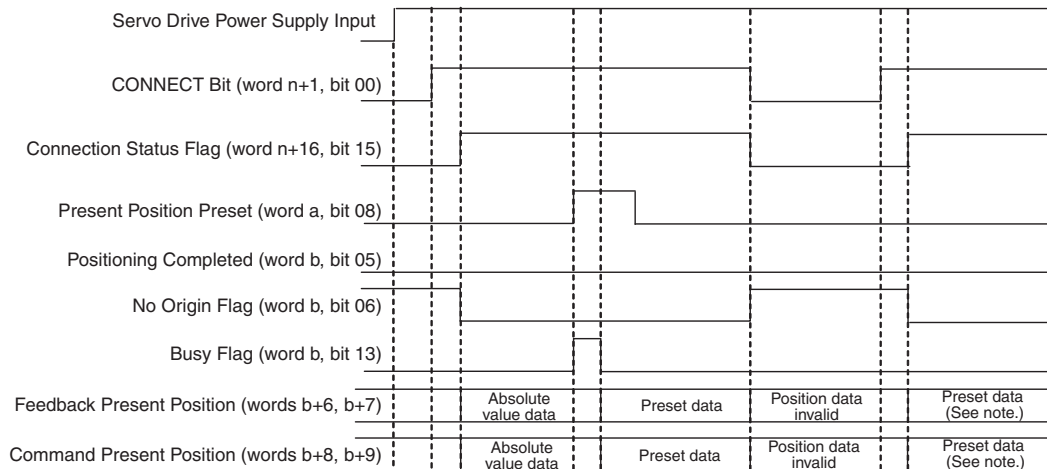 Servo Drive Power Supply Input
CONNECT Bit (word n+1, bit 00)
Connection Status Flag (word n+16, bit 15)
Present Position Preset (word a, bit 08)
Positioning Completed (word b, bit 05)
No Origin Flag (word b, bit 06)
Busy Flag (word b, bit 13)
Feedback Present Position (words b+6, b+7)
Absolute
value data
Preset data
Position data
invalid
Preset data
(See note.)
Command Present Position (words b+8, b+9)
Absolute
value data
Preset data
Position data
invalid
Preset data
(See note.)